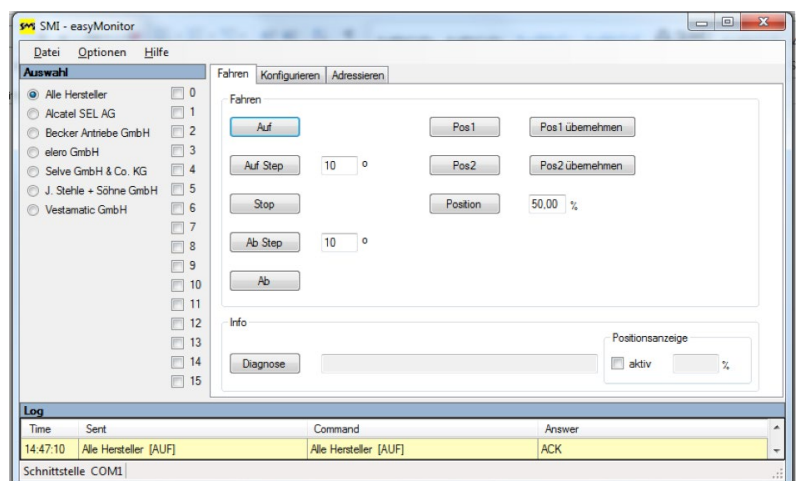 SMI SMI - easyMonitor
Datei Optionen Hilfe
Auswahl
Alle Hersteller
Alcatel SEL AG
Becker Antriebe GmbH
elero GmbH
Selve GmbH & Co. KG
J. Stehle + Söhne GmbH
Vestamatic GmbH
0
1
2
3
4
5
6
7
8
9
10
11
12
13
14
15
Fahren Konfigurieren Adressieren
Fahren
Auf Pos1 Pos1 übernehmen
Auf Step 10 ° Pos2 Pos2 übernehmen
Stop Position 50,00 %
Ab Step 10 °
Ab
Info
Diagnose
Positionsanzeige
aktiv %
Log
Time Sent Command Answer
14:47:10 Alle Hersteller [AUF] Alle Hersteller [AUF] ACK
Schnittstelle COM1